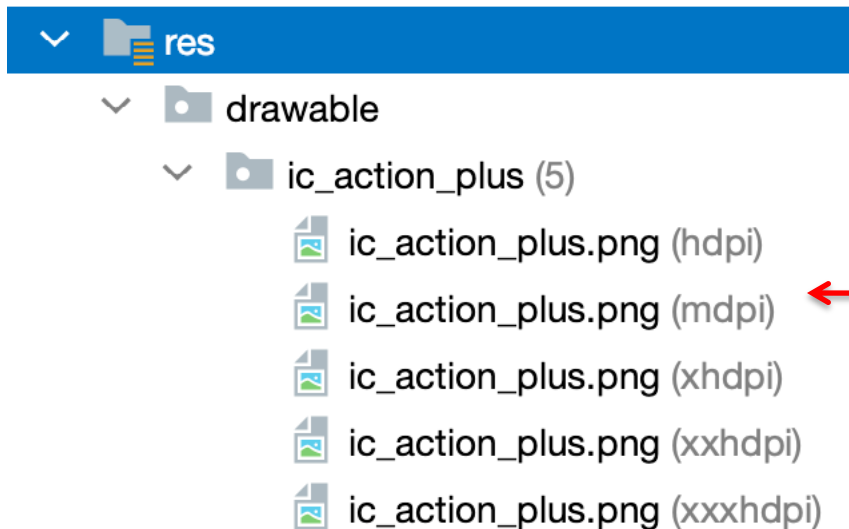 res
drawable
ic_action_plus (5)
ic_action_plus.png (hdpi)
ic_action_plus.png (mdpi)
ic_action_plus.png (xhdpi)
ic_action_plus.png (xxhdpi)
ic_action_plus.png (xxxhdpi)